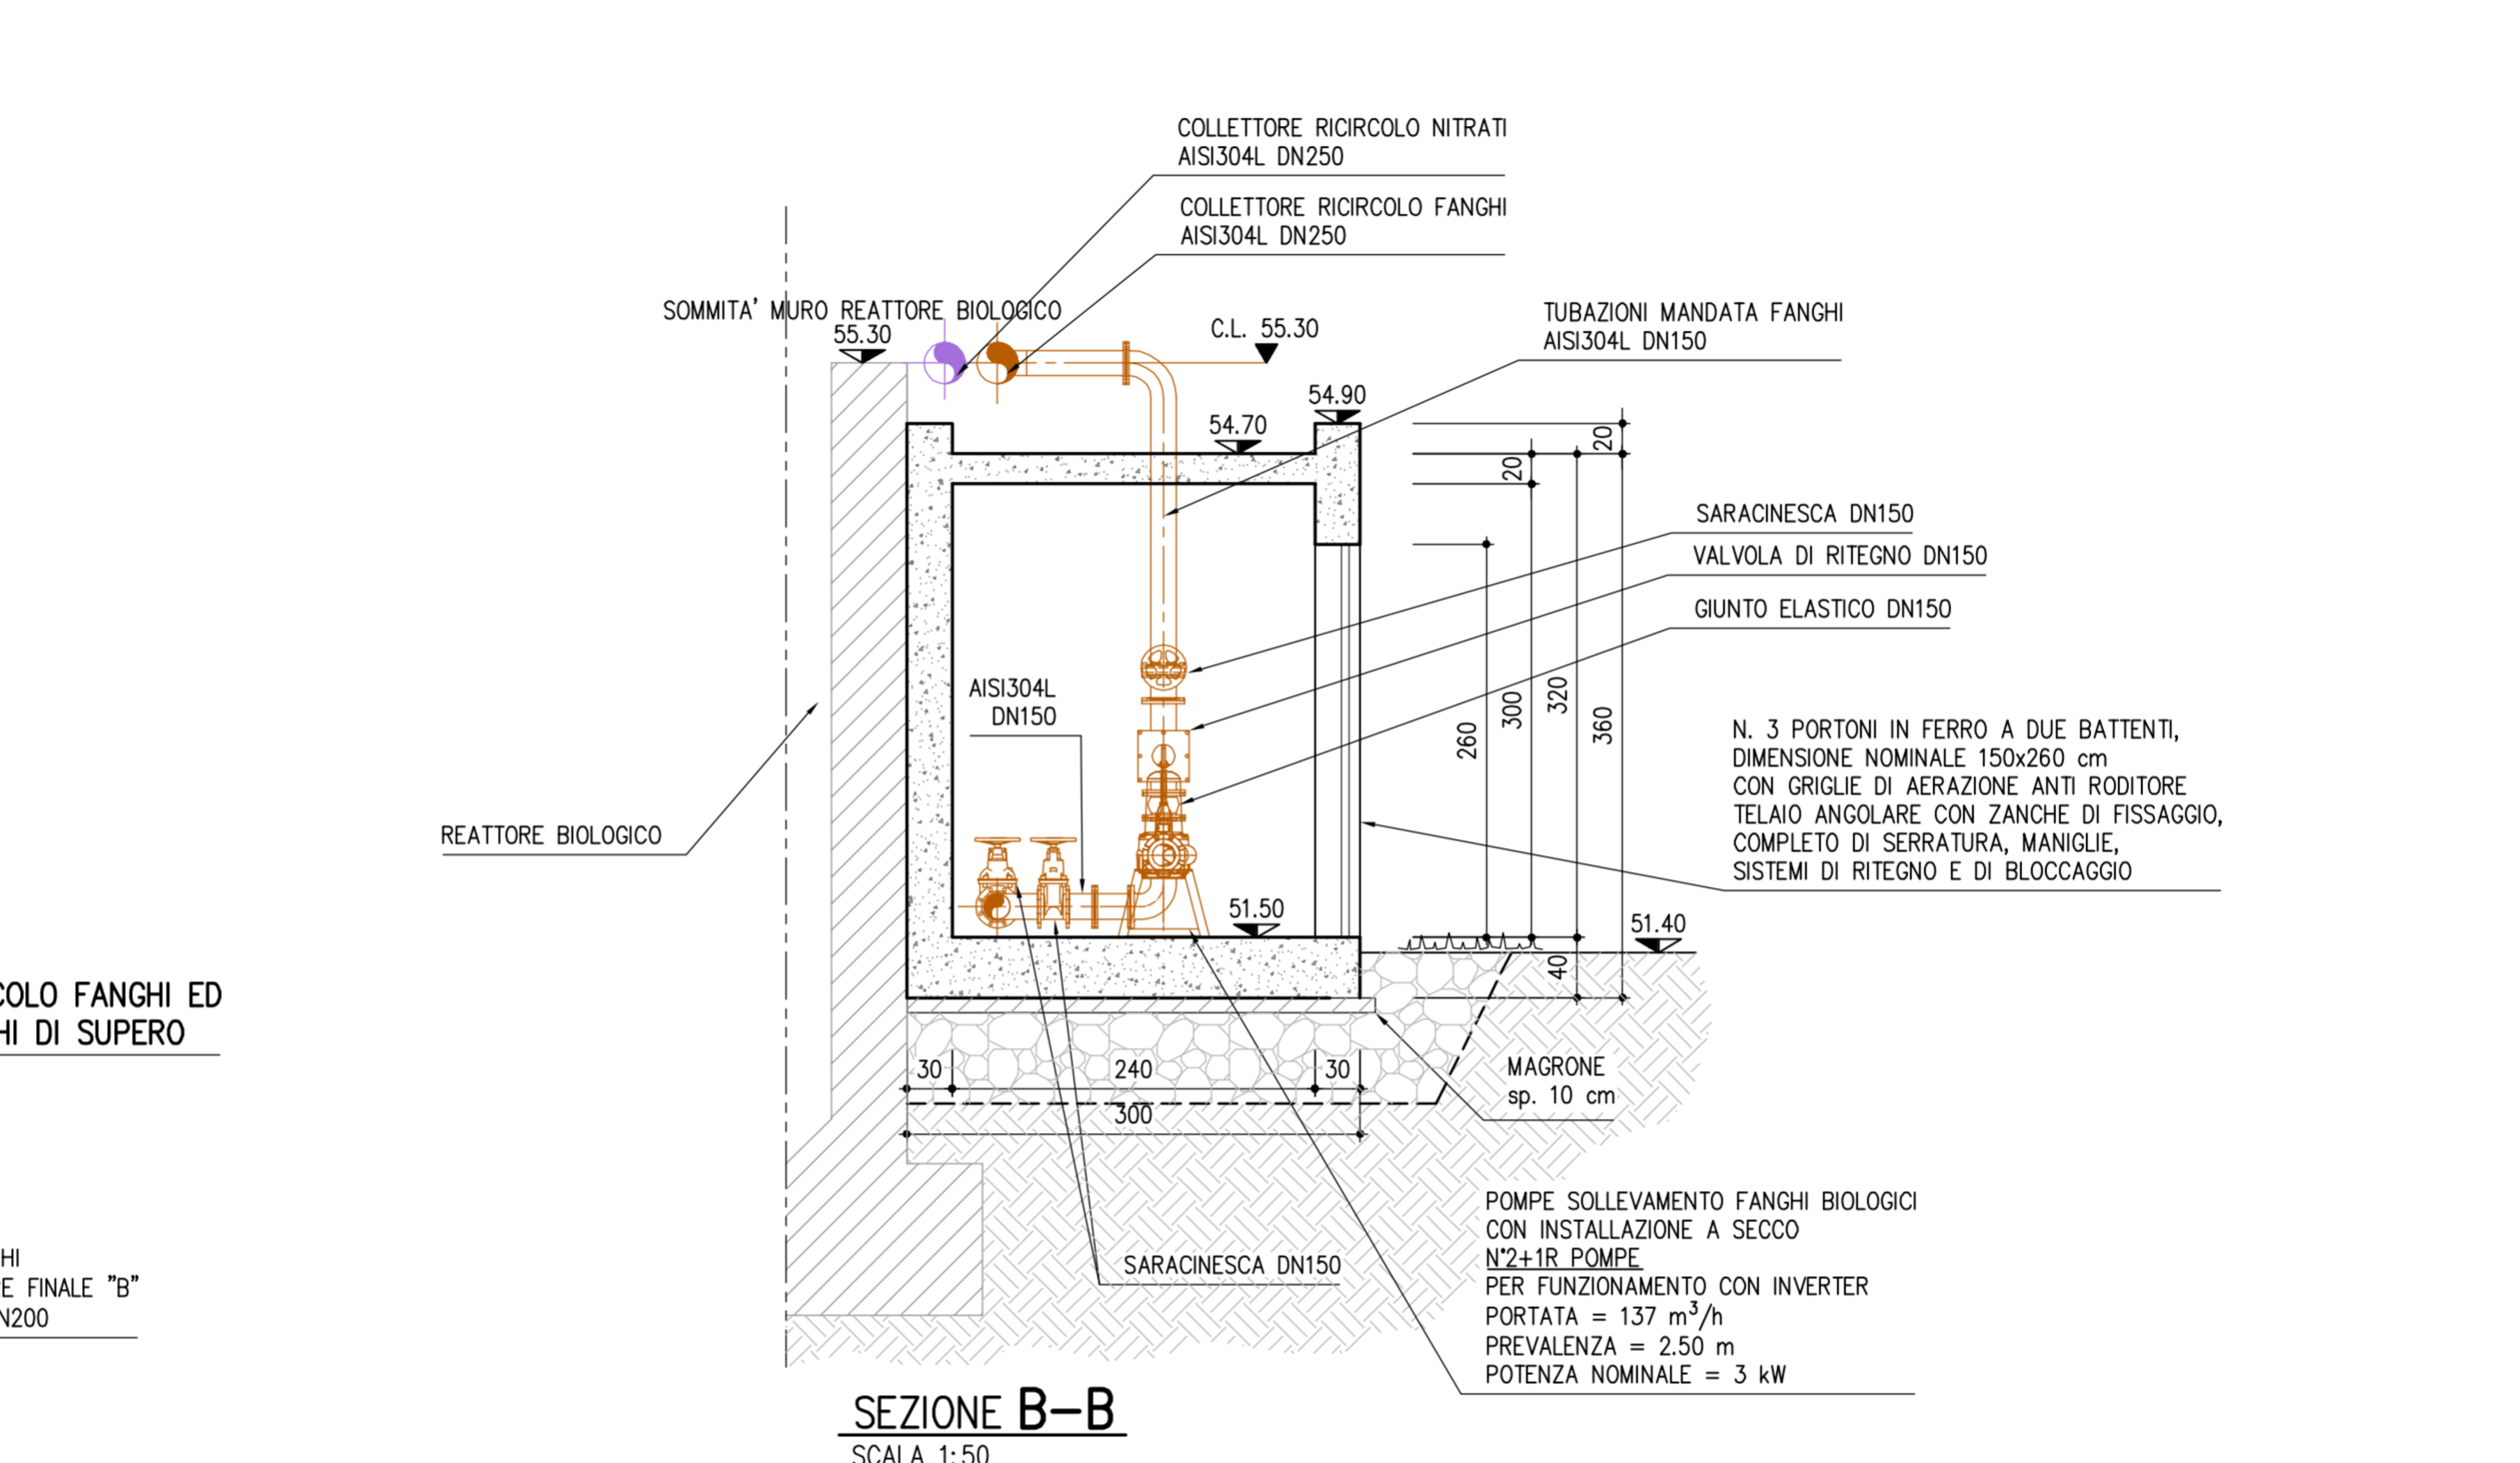 COLLETTORE RICIRCOLO NITRATI
AISI304L DN250
COLLETTORE RICIRCOLO FANGHI
AISI304L DN250
SOMMITA' MURO REATTORE BIOLOGICO
55.30
C.L. 55.30
TUBAZIONI MANDATA FANGHI
AISI304L DN150
54.90
54.70
20
20
SARACINESCA DN150
VALVOLA DI RITEGNO DN150
GIUNTO ELASTICO DN150
AISI304L
DN150
260
300
320
360
N. 3 PORTONI IN FERRO A DUE BATTENTI,
DIMENSIONE NOMINALE 150x260 cm
CON GRIGLIE DI AERAZIONE ANTI RODITORE
TELAIO ANGOLARE CON ZANCHE DI FISSAGGIO,
COMPLETO DI SERRATURA, MANIGLIE,
SISTEMI DI RITEGNO E DI BLOCCAGGIO
REATTORE BIOLOGICO
51.50
51.40
40
COLO FANGHI ED
HI DI SUPERO
30
240
30
300
MAGRONE
sp. 10 cm
HI
RE FINALE "B"
N200
SARACINESCA DN150
POMPE SOLLEVAMENTO FANGHI BIOLOGICI
CON INSTALLAZIONE A SECCO
N°2+1R POMPE
PER FUNZIONAMENTO CON INVERTER
PORTATA = 137 m³/h
PREVALENZA = 2.50 m
POTENZA NOMINALE = 3 kW
SEZIONE B-B
SCALA 1:50